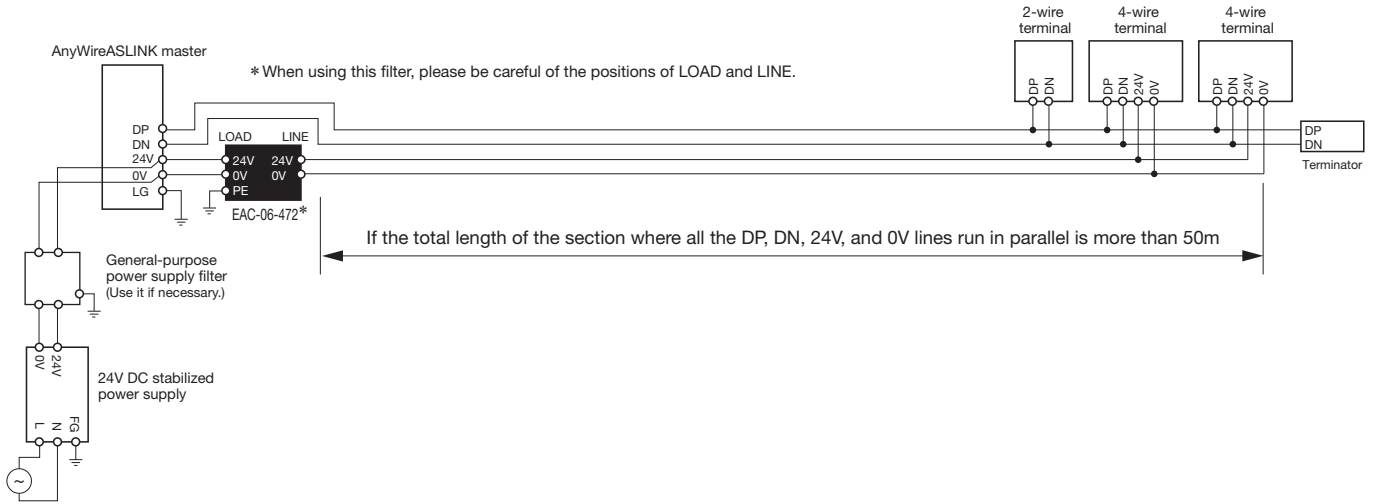 2-wire
terminal
4-wire
terminal
4-wire
terminal
AnyWireASLINK master
* When using this filter, please be careful of the positions of LOAD and LINE.
DP
DN
DP
DN
24V
0V
DP
DN
24V
0V
DP
DN
24V
0V
LG
LOAD
LINE
24V
24V
0V
0V
PE
EAC-06-472*
DP
DN
Terminator
If the total length of the section where all the DP, DN, 24V, and 0V lines run in parallel is more than 50m
General-purpose
power supply filter
(Use it if necessary.)
0V
24V
24V DC stabilized
power supply
L
N
FG
~